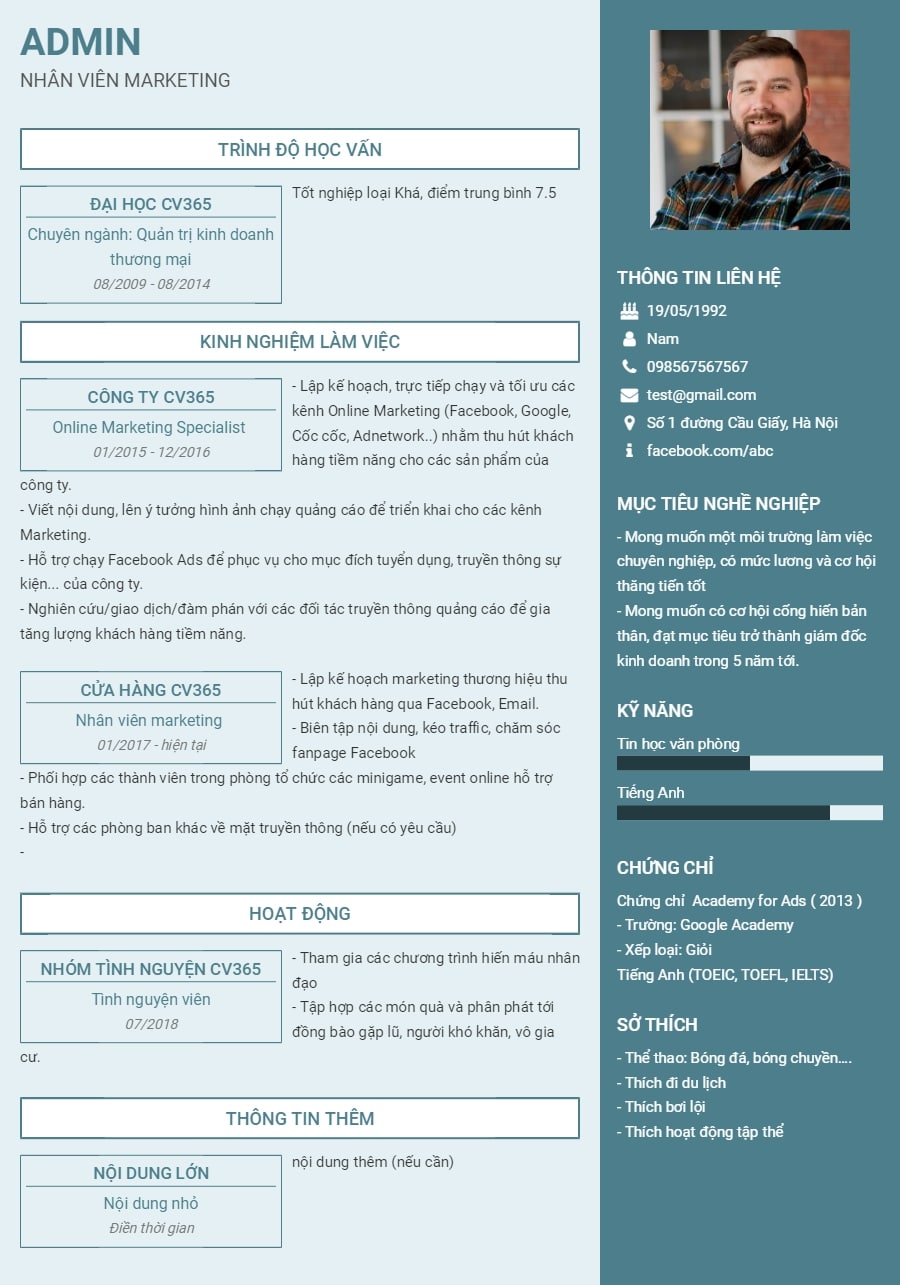 ADMIN
NHÂN VIÊN MARKETING
TRÌNH ĐỘ HỌC VẤN
ĐẠI HỌC CV365
Chuyên ngành: Quản trị kinh doanh
thương mại
08/2009 - 08/2014
Tốt nghiệp loại Khá, điểm trung bình 7.5
KINH NGHIỆM LÀM VIỆC
CÔNG TY CV365
Online Marketing Specialist
01/2015 - 12/2016
- Lập kế hoạch, trực tiếp chạy và tối ưu các
kênh Online Marketing (Facebook, Google,
Cốc cốc, Adnetwork..) nhằm thu hút khách
hàng tiềm năng cho các sản phẩm của
công ty.
- Viết nội dung, lên ý tưởng hình ảnh chạy quảng cáo để triển khai cho các kênh
Marketing.
- Hỗ trợ chạy Facebook Ads để phục vụ cho mục đích tuyển dụng, truyền thông sự
kiện... của công ty.
- Nghiên cứu/giao dịch/đàm phán với các đối tác truyền thông quảng cáo để gia
tăng lượng khách hàng tiềm năng.
CỬA HÀNG CV365
Nhân viên marketing
01/2017 - hiện tại
- Lập kế hoạch marketing thương hiệu thu
hút khách hàng qua Facebook, Email.
- Biên tập nội dung, kéo traffic, chăm sóc
fanpage Facebook
- Phối hợp các thành viên trong phòng tổ chức các minigame, event online hỗ trợ
bán hàng.
- Hỗ trợ các phòng ban khác về mặt truyền thông (nếu có yêu cầu)
-
HOẠT ĐỘNG
NHÓM TÌNH NGUYỆN CV365
Tình nguyện viên
07/2018
- Tham gia các chương trình hiến máu nhân
đạo
- Tập hợp các món quà và phân phát tới
đồng bào gặp lũ, người khó khăn, vô gia
cư.
THÔNG TIN THÊM
NỘI DUNG LỚN
Nội dung nhỏ
Điền thời gian
nội dung thêm (nếu cần)
THÔNG TIN LIÊN HỆ
19/05/1992
Nam
098567567567
test@gmail.com
Số 1 đường Cầu Giấy, Hà Nội
facebook.com/abc
MỤC TIÊU NGHỀ NGHIỆP
- Mong muốn một môi trường làm việc
chuyên nghiệp, có mức lương và cơ hội
thăng tiến tốt
- Mong muốn có cơ hội cống hiến bản
thân, đạt mục tiêu trở thành giám đốc
kinh doanh trong 5 năm tới.
KỸ NĂNG
Tin học văn phòng
Tiếng Anh
CHỨNG CHỈ
Chứng chỉ  Academy for Ads ( 2013 )
- Trường: Google Academy
- Xếp loại: Giỏi
Tiếng Anh (TOEIC, TOEFL, IELTS)
SỞ THÍCH
- Thể thao: Bóng đá, bóng chuyền....
- Thích đi du lịch
- Thích bơi lội
- Thích hoạt động tập thể